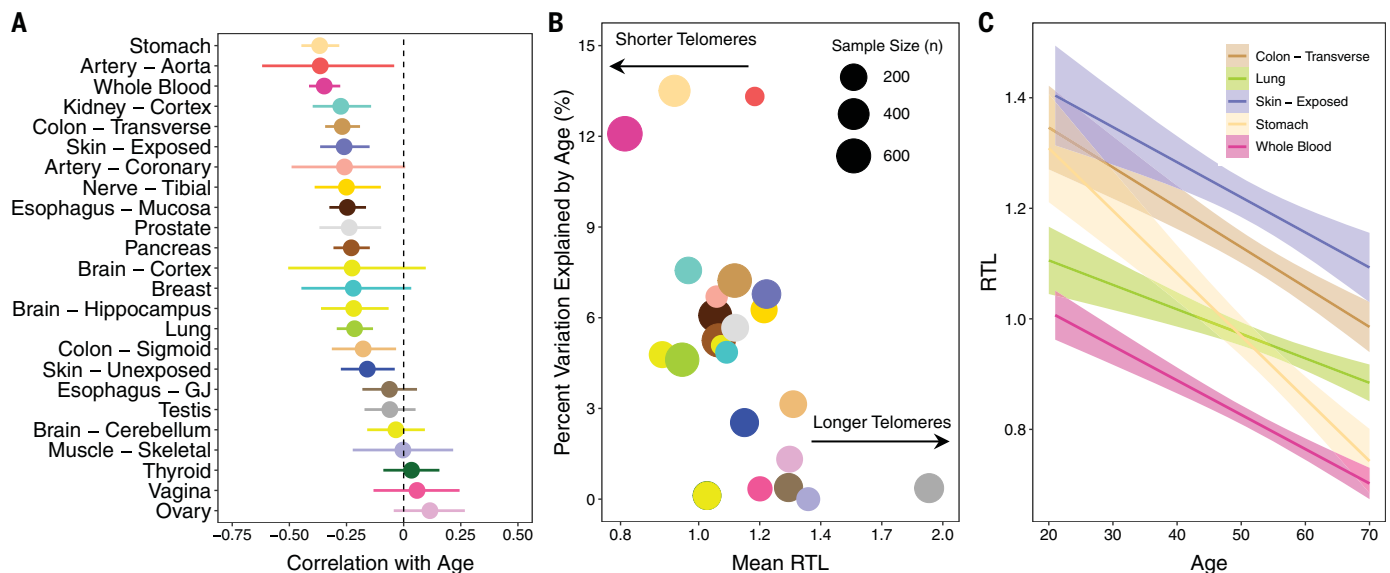 A
Stomach
Artery – Aorta
Whole Blood
Kidney – Cortex
Colon – Transverse
Skin – Exposed
Artery – Coronary
Nerve – Tibial
Esophagus – Mucosa
Prostate
Pancreas
Brain – Cortex
Breast
Brain – Hippocampus
Lung
Colon – Sigmoid
Skin – Unexposed
Esophagus – GJ
Testis
Brain – Cerebellum
Muscle – Skeletal
Thyroid
Vagina
Ovary
−0.75 −0.50 −0.25 0 0.25 0.50
Correlation with Age
B
Percent Variation Explained by Age (%)
15
12
9
6
3
0
Shorter Telomeres
Sample Size (n)
200
400
600
Longer Telomeres
0.8 1.0 1.2 1.4 1.7 2.0
Mean RTL
C
RTL
1.4
1.2
1.0
0.8
Colon – Transverse
Lung
Skin – Exposed
Stomach
Whole Blood
20 30 40 50 60 70
Age